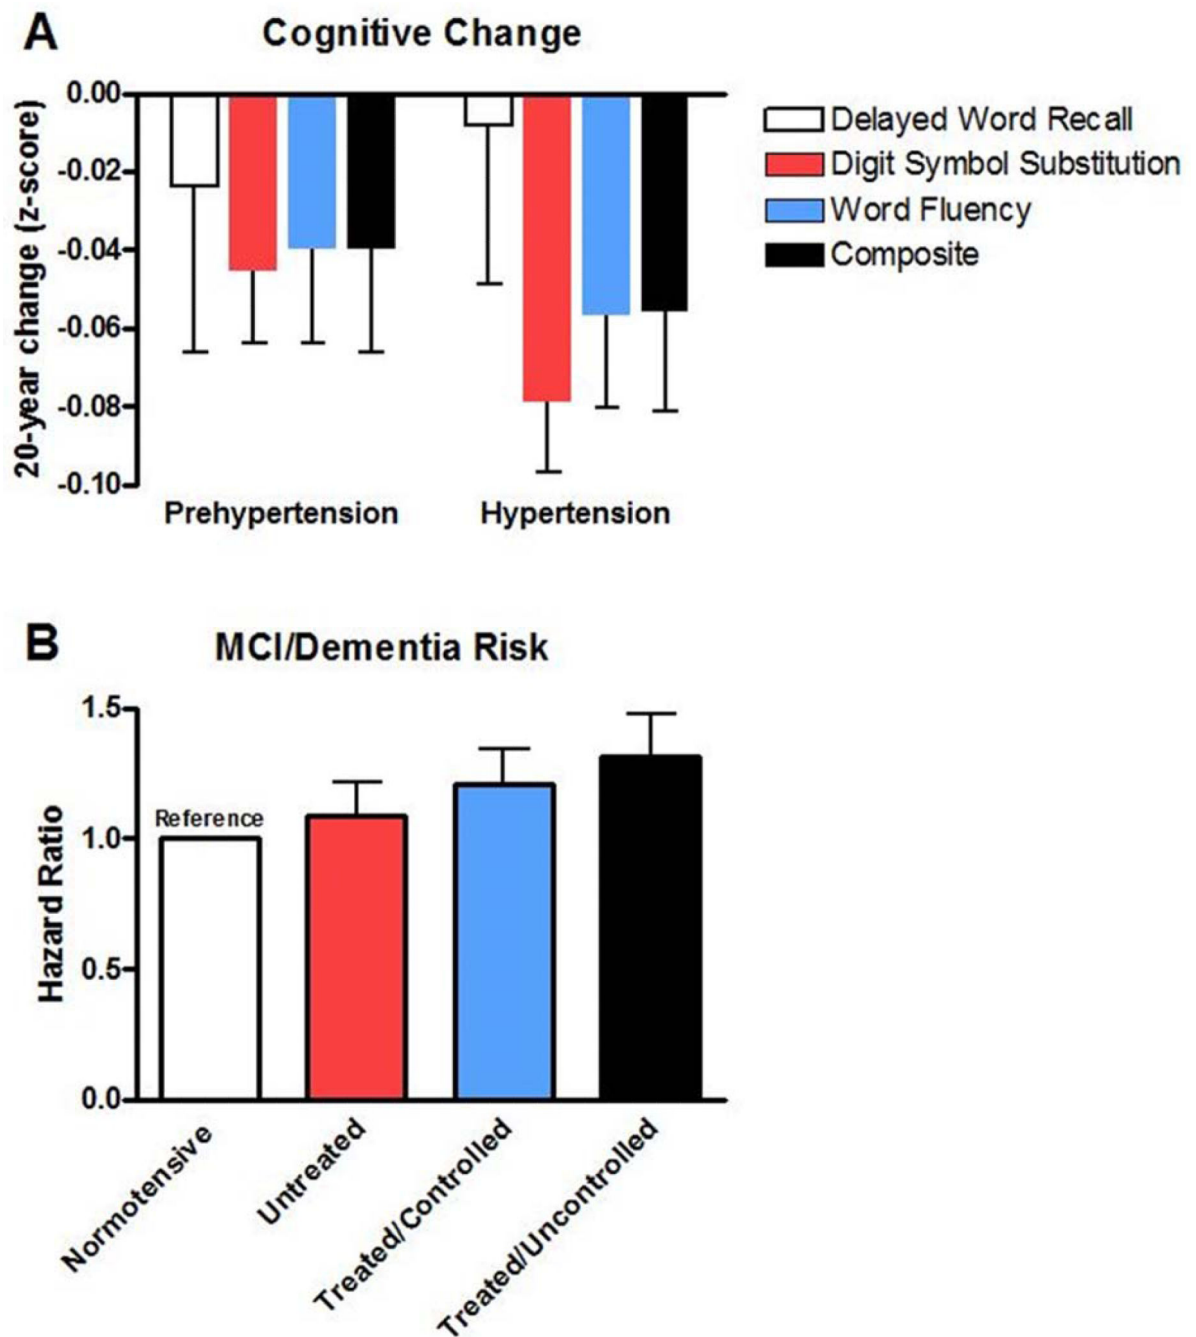 A
Cognitive Change
20-year change (z-score)
0.00
-0.02
-0.04
-0.06
-0.08
-0.10
Prehypertension
Hypertension
Delayed Word Recall
Digit Symbol Substitution
Word Fluency
Composite
B
MCI/Dementia Risk
Hazard Ratio
1.5
1.0
0.5
0.0
Reference
Normotensive
Untreated
Treated/Controlled
Treated/Uncontrolled